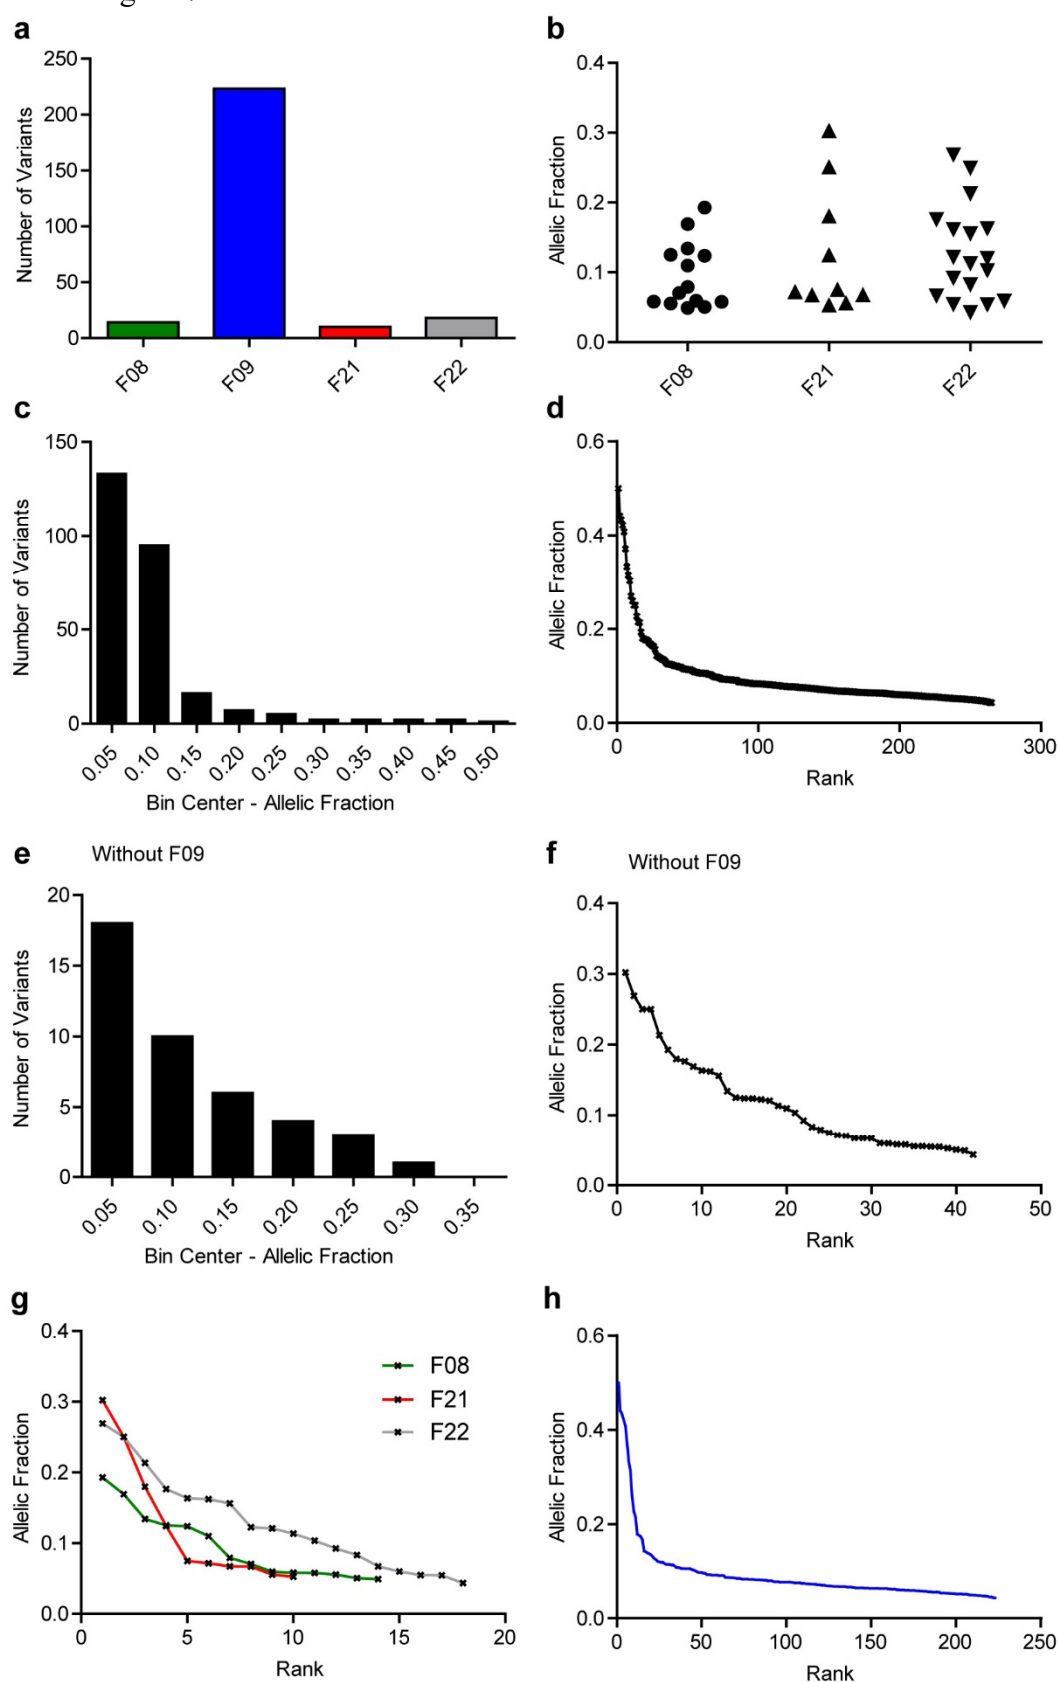 a
250
200
150
100
50
0
Number of Variants
F08
F09
F21
F22
b
0.4
0.3
0.2
0.1
0.0
Allelic Fraction
F08
F21
F22
c
150
100
50
0
Number of Variants
0.05
0.10
0.15
0.20
0.25
0.30
0.35
0.40
0.45
0.50
Bin Center - Allelic Fraction
d
0.6
0.4
0.2
0.0
Allelic Fraction
0
100
200
300
Rank
e
Without F09
20
15
10
5
0
Number of Variants
0.05
0.10
0.15
0.20
0.25
0.30
0.35
Bin Center - Allelic Fraction
f
Without F09
0.4
0.3
0.2
0.1
0.0
Allelic Fraction
0
10
20
30
40
50
Rank
g
0.4
0.3
0.2
0.1
0.0
Allelic Fraction
F08
F21
F22
0
5
10
15
20
Rank
h
0.6
0.4
0.2
0.0
Allelic Fraction
0
50
100
150
200
250
Rank